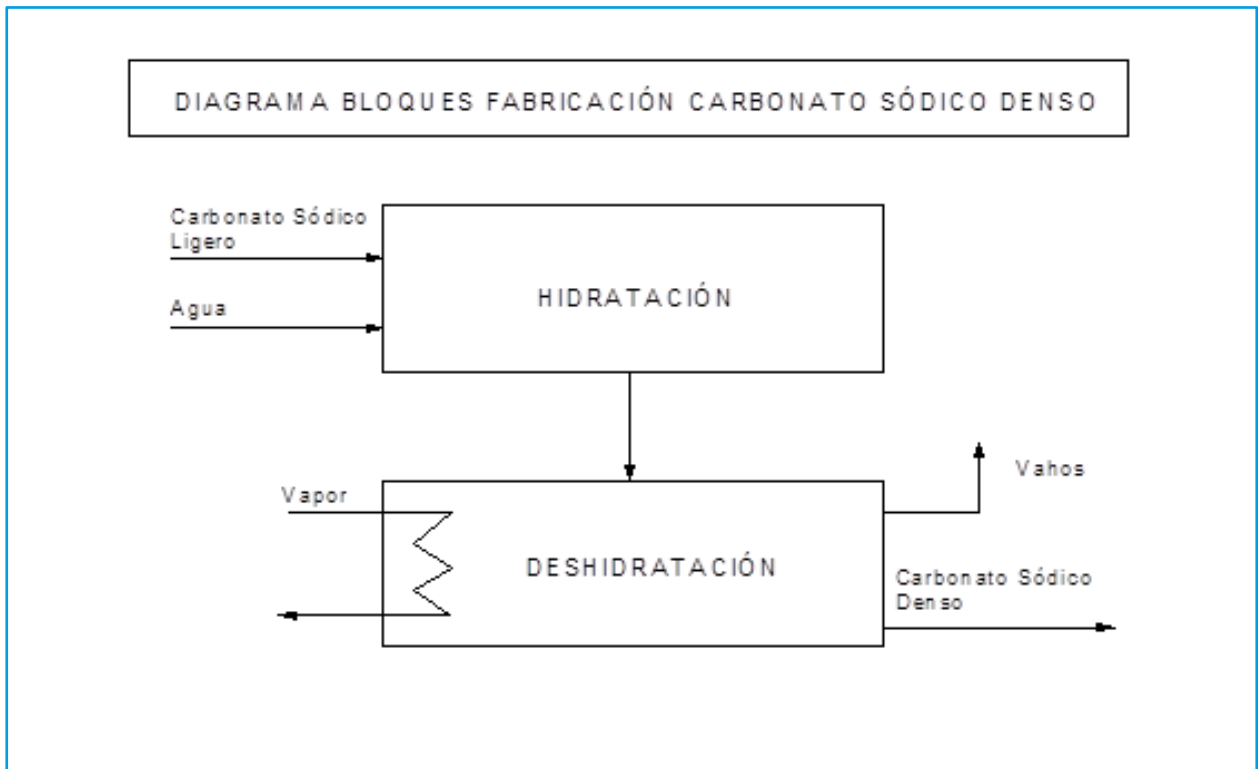 DIAGRAMA BLOQUES FABRICACIÓN CARBONATO SÓDICO DENSO
Carbonato Sódico
Ligero
Agua
HIDRATACIÓN
Vapor
DESHIDRATACIÓN
Vahos
Carbonato Sódico
Denso